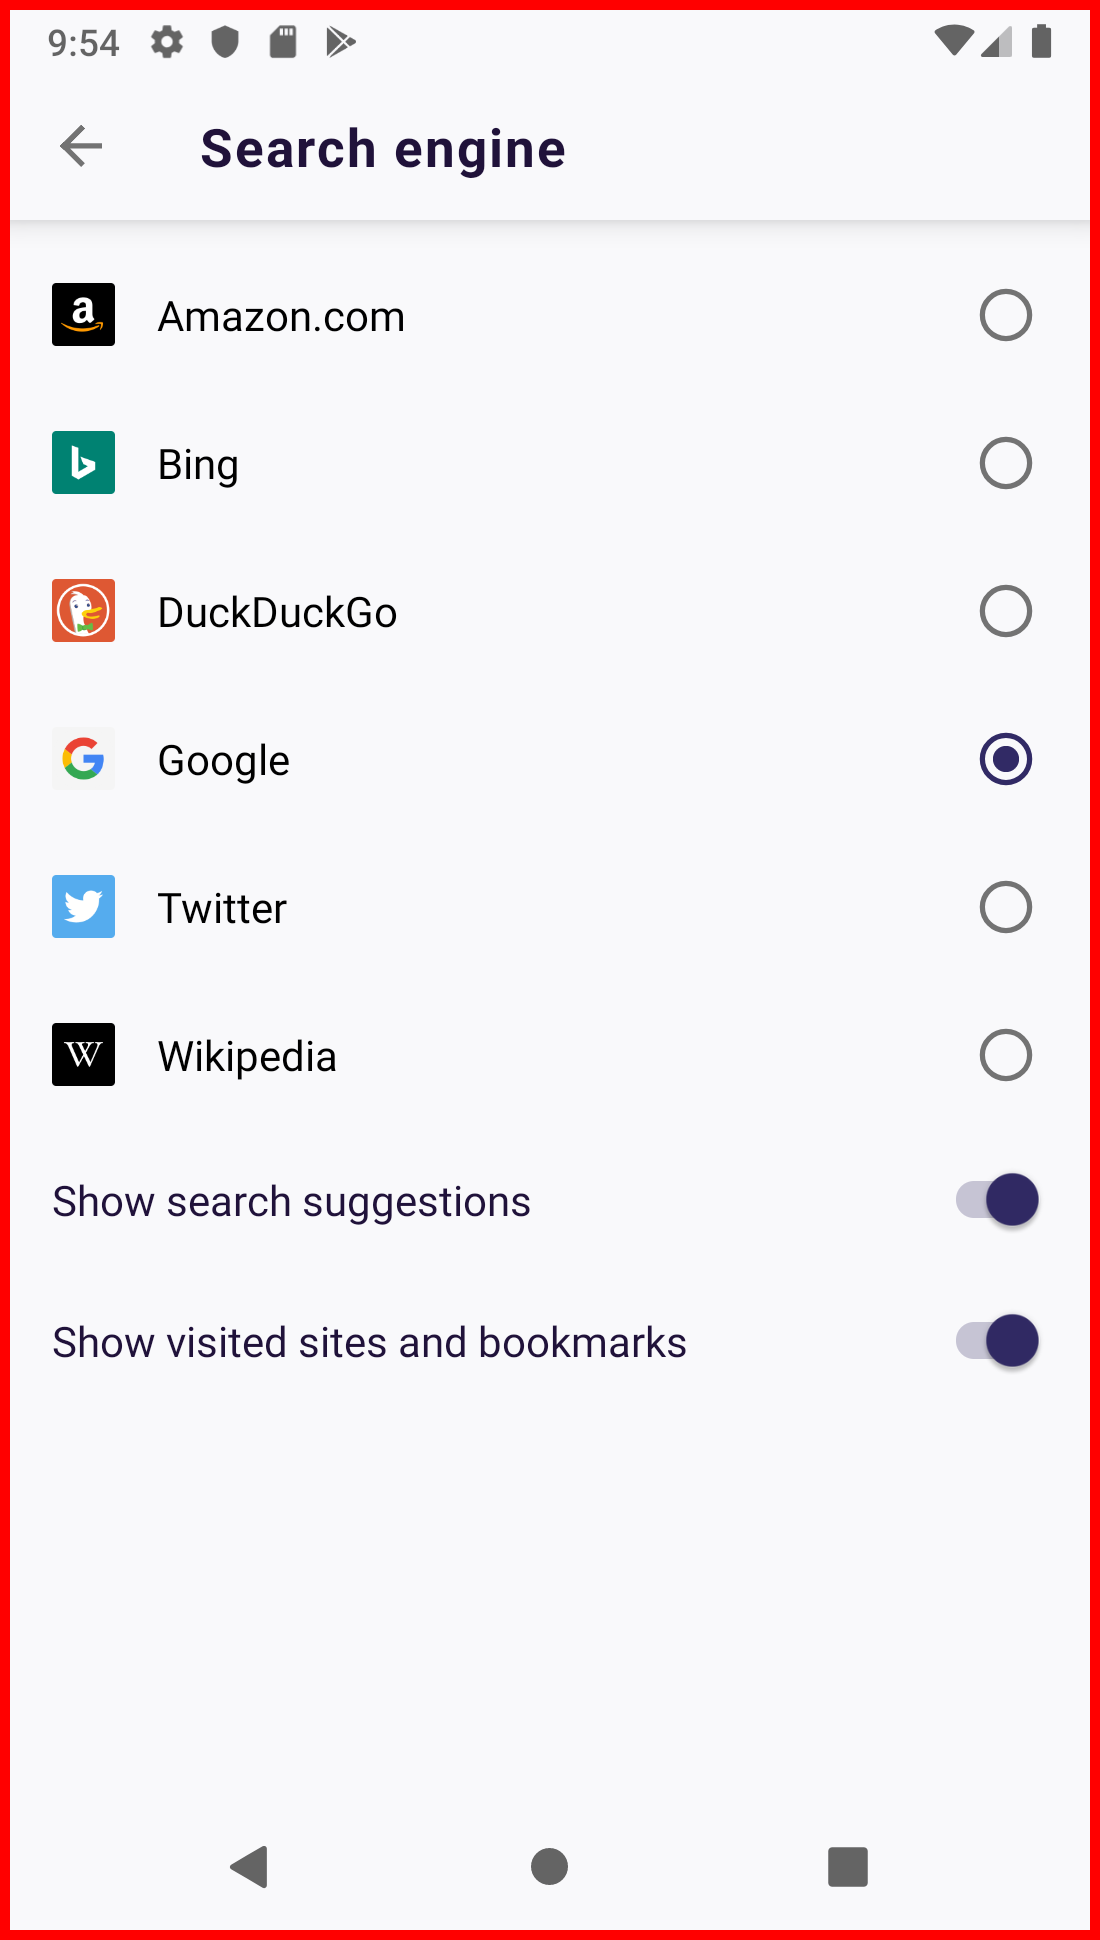 9:54
Search engine
a
Amazon.com
b
Bing
DuckDuckGo
G
Google
Twitter
W
Wikipedia
Show search suggestions
Show visited sites and bookmarks